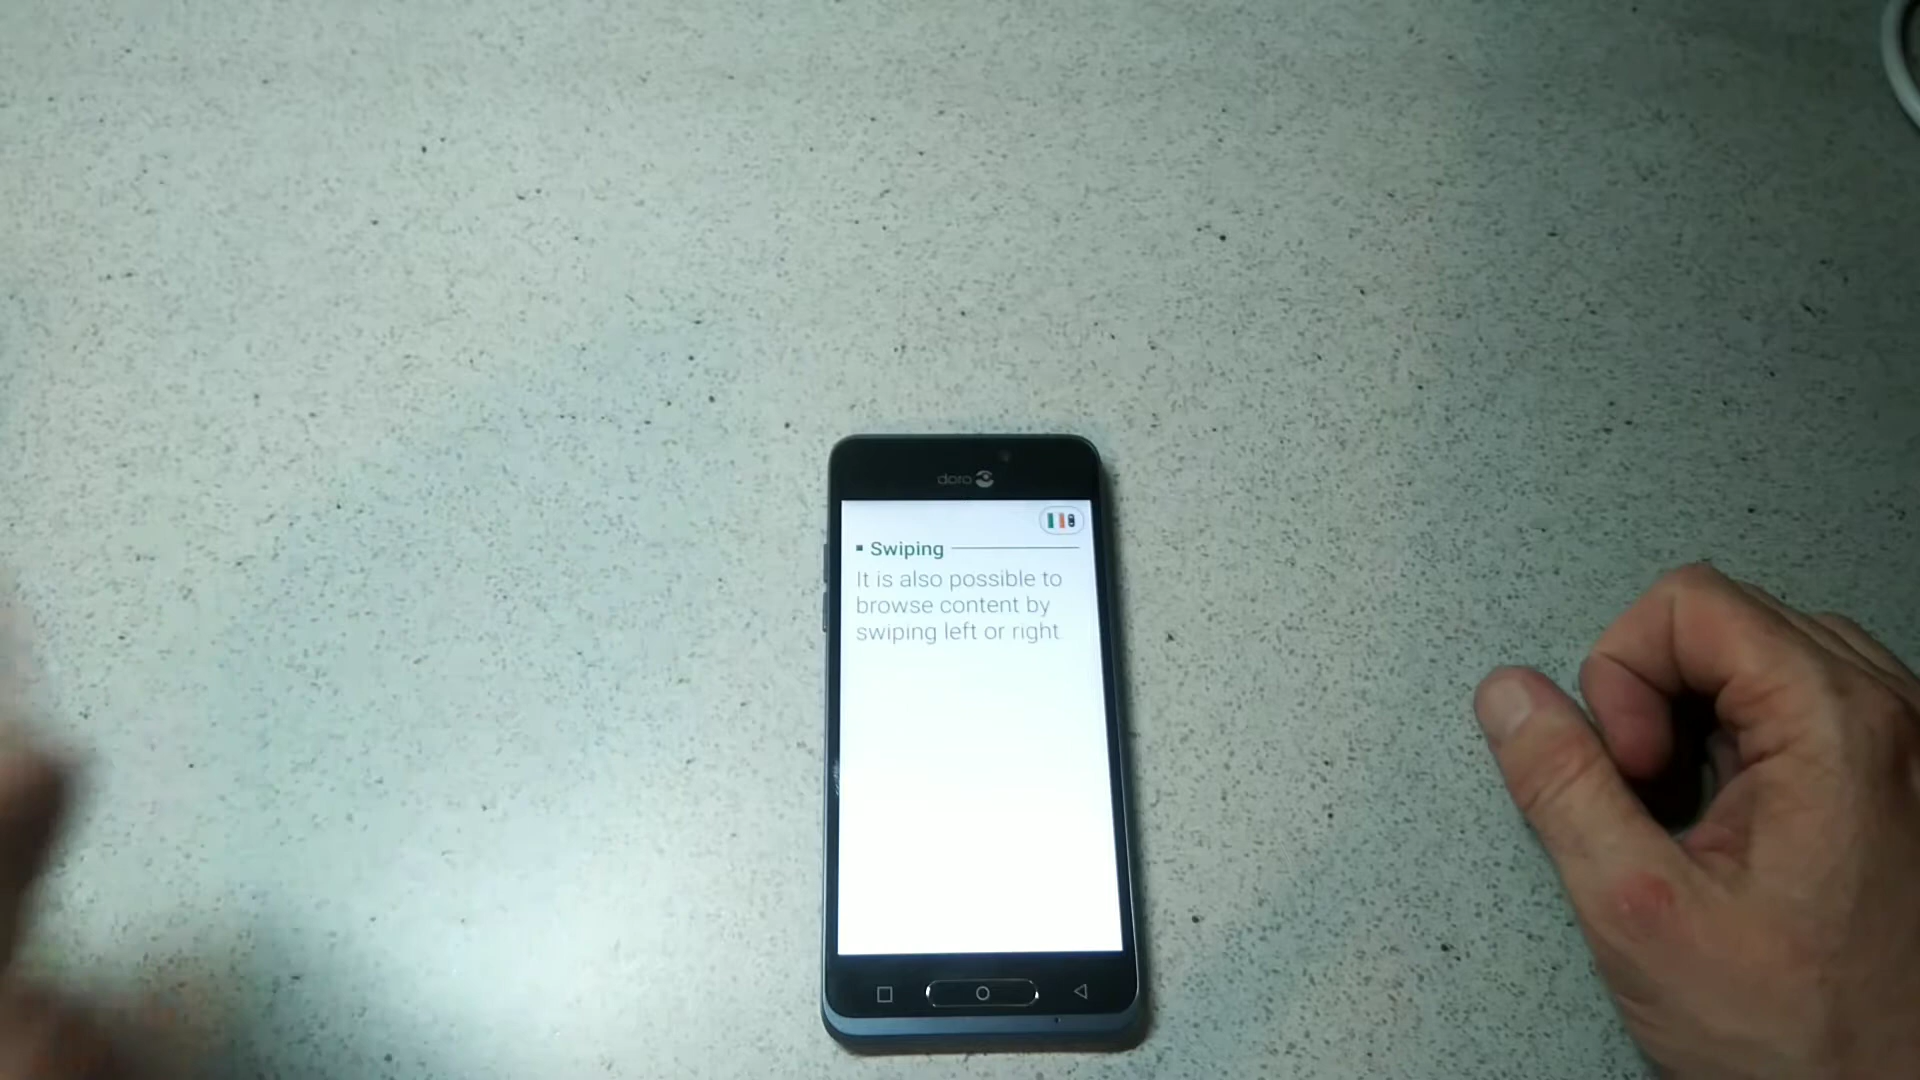 doro
Swiping
It is also possible to
browse content by
swiping left or right